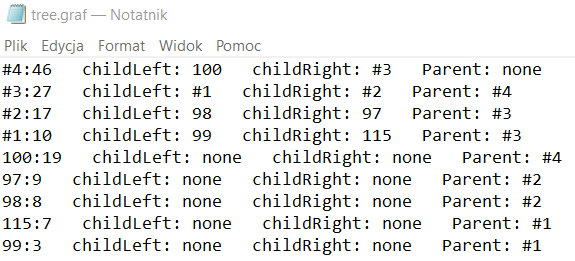 tree.graf — Notatnik
Plik Edycja Format Widok Pomoc
#4:46 childLeft: 100 childRight: #3 Parent: none
#3:27 childLeft: #1 childRight: #2 Parent: #4
#2:17 childLeft: 98 childRight: 97 Parent: #3
#1:10 childLeft: 99 childRight: 115 Parent: #3
100:19 childLeft: none childRight: none Parent: #4
97:9 childLeft: none childRight: none Parent: #2
98:8 childLeft: none childRight: none Parent: #2
115:7 childLeft: none childRight: none Parent: #1
99:3 childLeft: none childRight: none Parent: #1